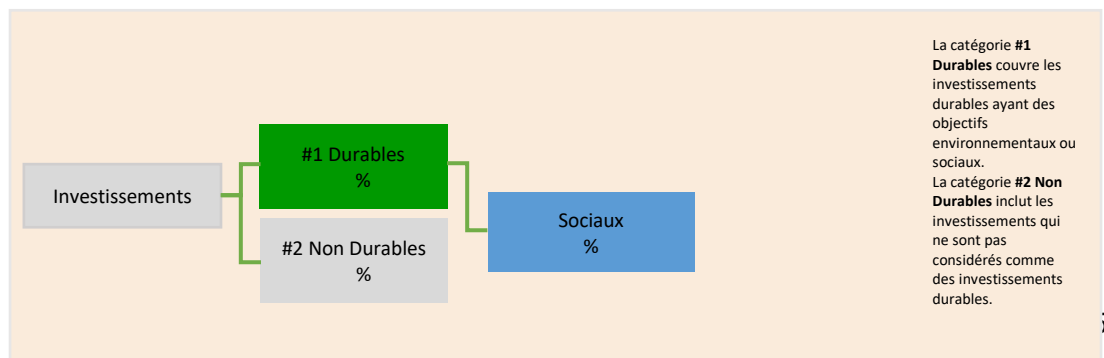 Investissements
#1 Durables
%
#2 Non Durables
%
Sociaux
%
La catégorie #1
Durables couvre les
investissements
durables ayant des
objectifs
environnementaux ou
sociaux.
La catégorie #2 Non
Durables inclut les
investissements qui
ne sont pas
considérés comme
des investissements
durables.